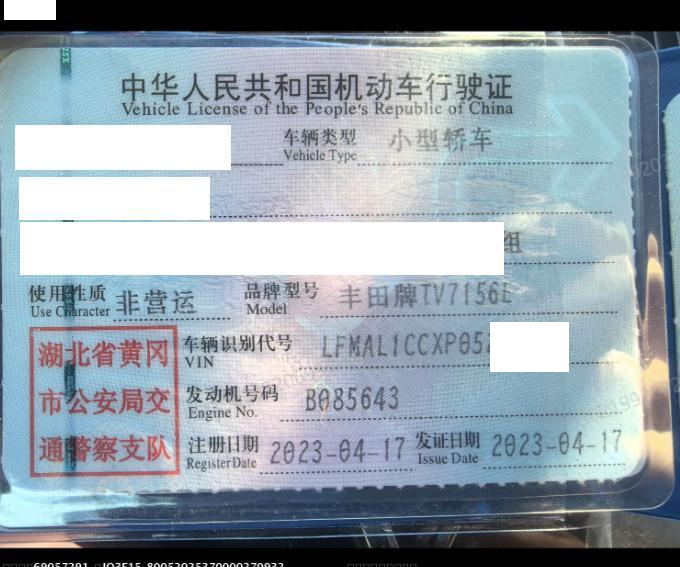 中华人民共和国机动车行驶证
Vehicle License of the People's Republic of China
车辆类型 小型轿车
Vehicle Type
组
使用性质 非营运 品牌型号 丰田牌TV7156L
Use Character Model
湖北省黄冈
市公安局交
通警察支队
车辆识别代号 LFMAL1CCXP05
VIN
发动机号码 B085643
Engine No.
注册日期 2023-04-17 发证日期 2023-04-17
Register Date Issue Date